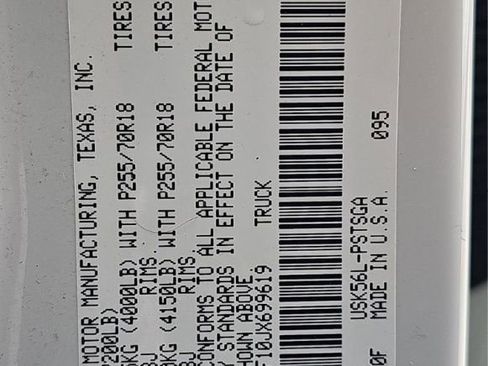 MOTOR MANUFACTURING, TEXAS, INC.
200LB)
KG (4000LB) WITH P255/70R18 TIRES
J RIMS
KG (4150LB) WITH P255/70R18 TIRES
J RIMS
CONFORMS TO ALL APPLICABLE FEDERAL MOT
Y STANDARDS IN EFFECT ON THE DATE OF
HOWN ABOVE.
F10JX699619 TRUCK
USK56L-PSTSGA
0F MADE IN U.S.A. 095